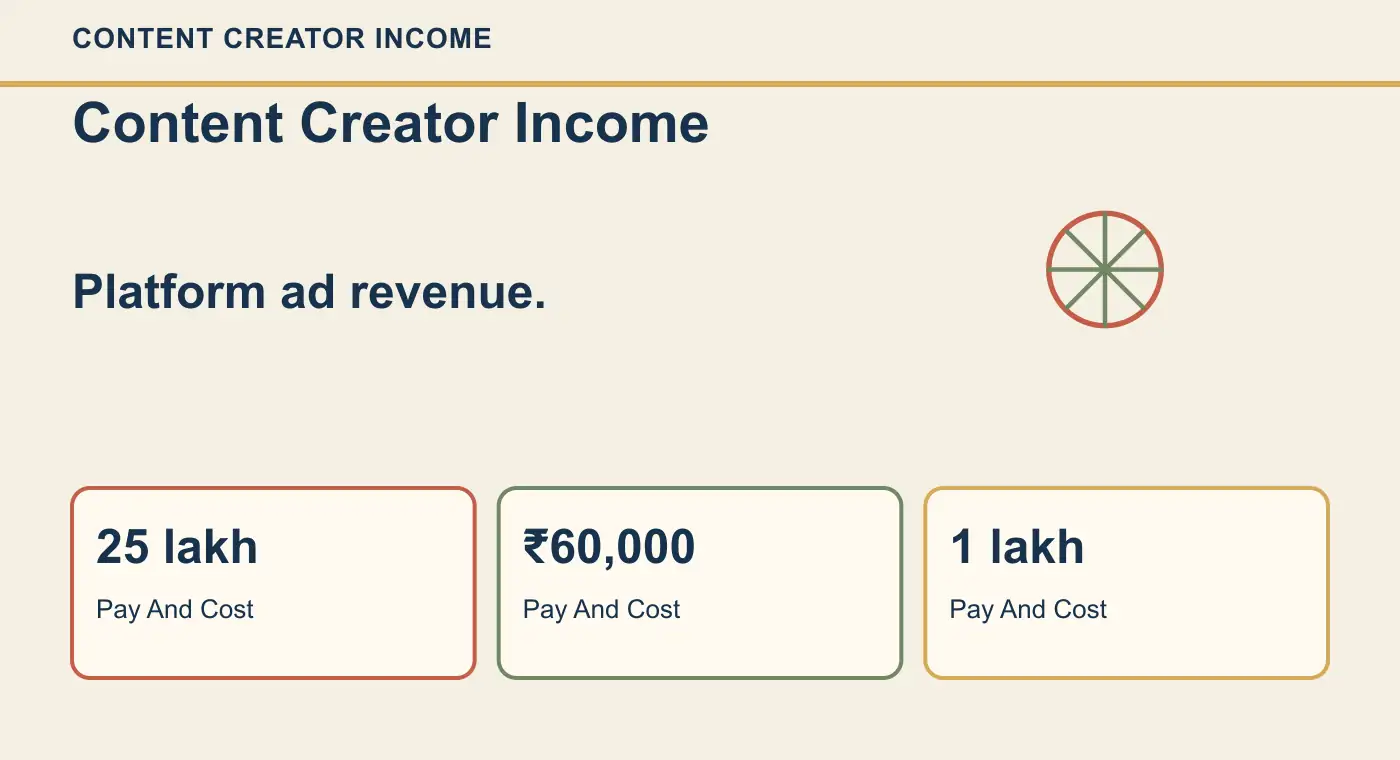 CONTENT CREATOR INCOME
Content Creator Income
Platform ad revenue.
25 lakh
Pay And Cost
₹60,000
Pay And Cost
1 lakh
Pay And Cost